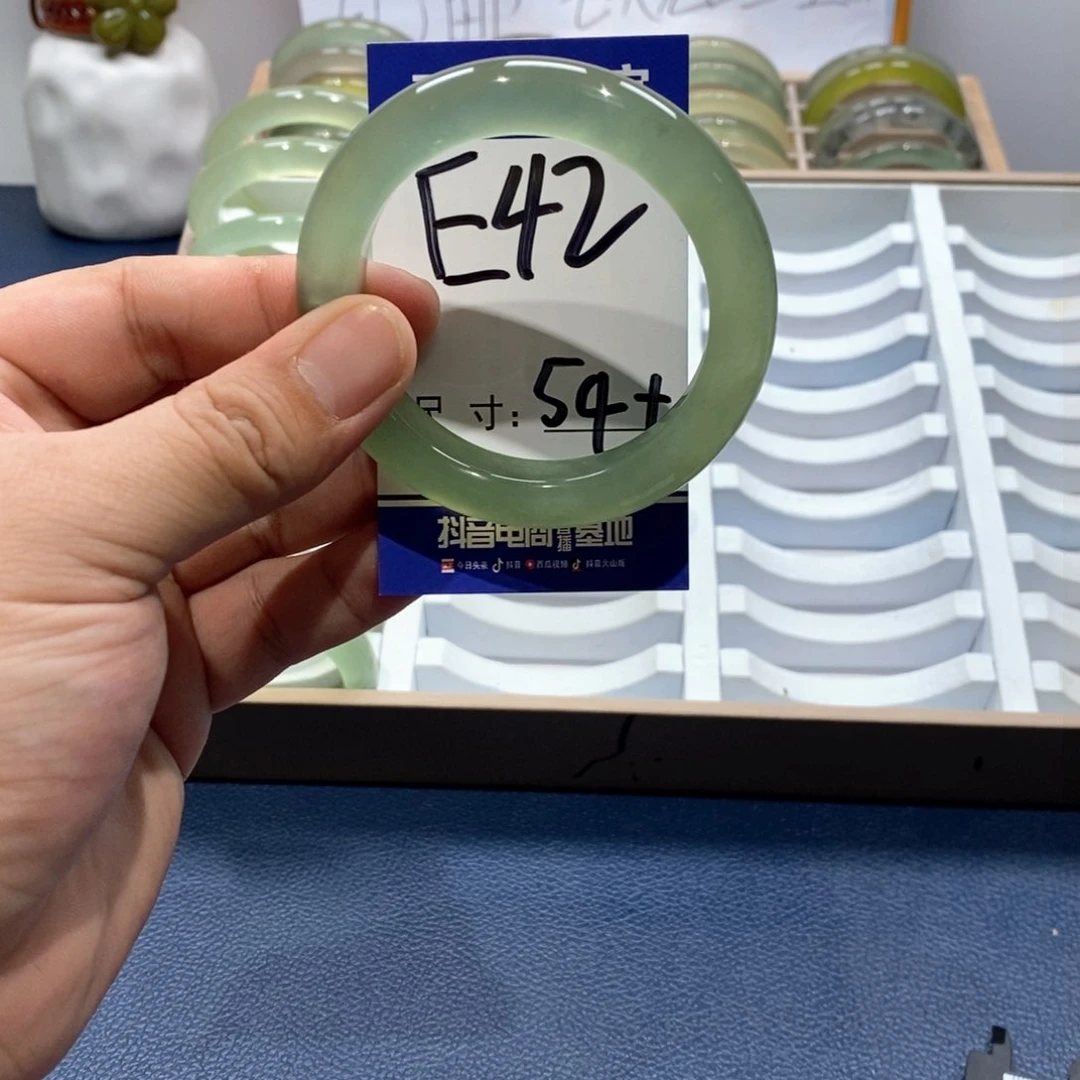 E42
尺 寸: 59+
抖音电商直播基地
今日头条 抖音 西瓜视频 抖音火山版